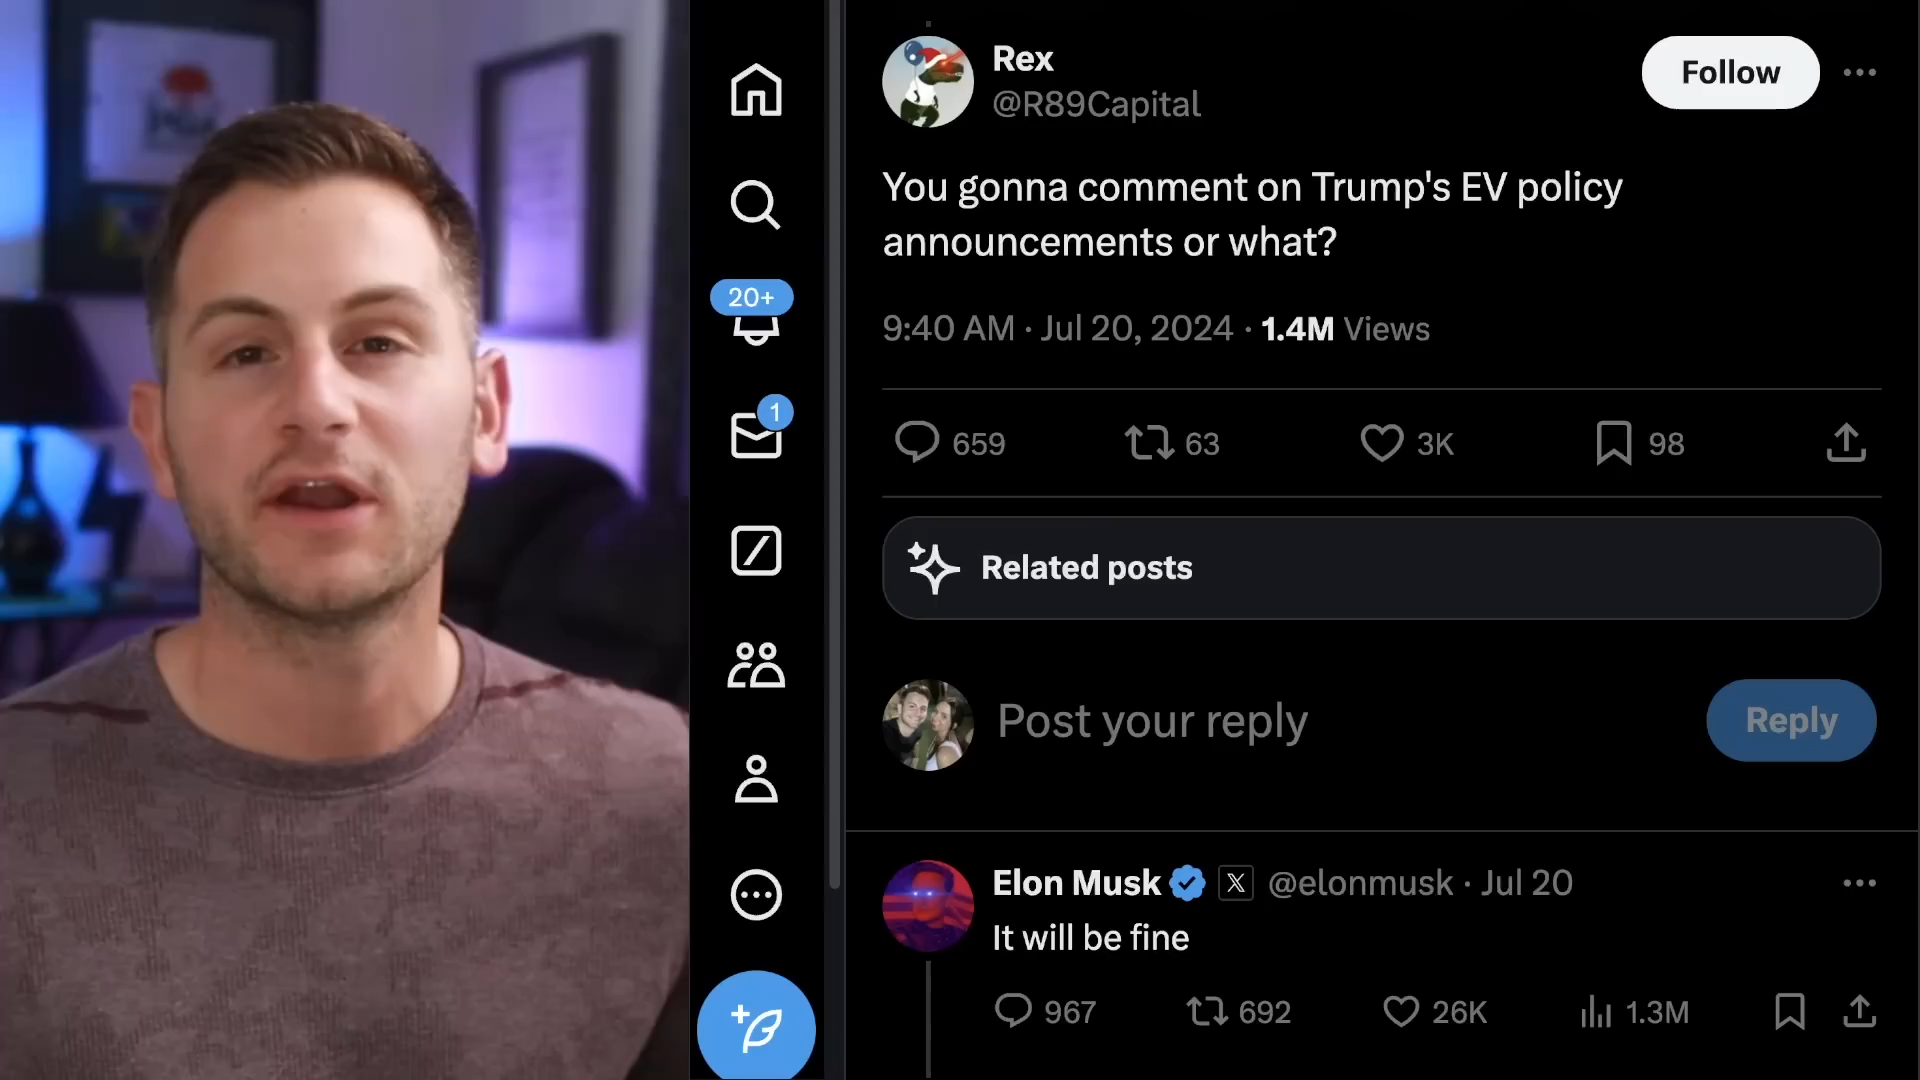 Rex
@R89Capital
Follow
You gonna comment on Trump's EV policy
announcements or what?
9:40 AM · Jul 20, 2024 · 1.4M Views
659 63 3K 98
Related posts
Post your reply
Reply
Elon Musk @elonmusk · Jul 20
It will be fine
967 692 26K 1.3M
20+
1